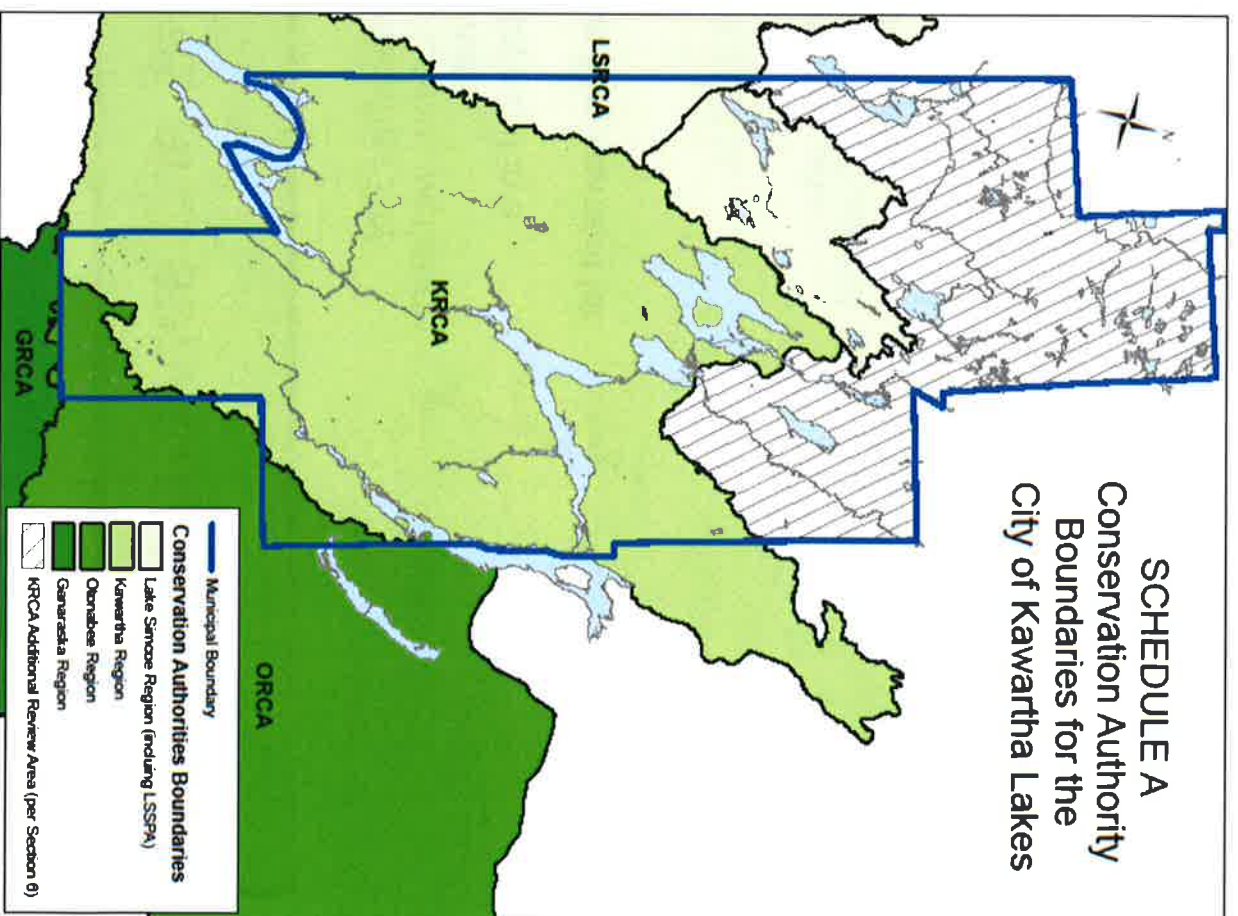 SCHEDULE A
Conservation Authority
Boundaries for the
City of Kawartha Lakes
N
LSRCA
KRCA
GRCA
ORCA
Municipal Boundary
Conservation Authorities Boundaries
Lake Simcoe Region (incluing LSSPA)
Kawartha Region
Otonabee Region
Ganaraska Region
KRCA Additional Review Area (per Section 6)